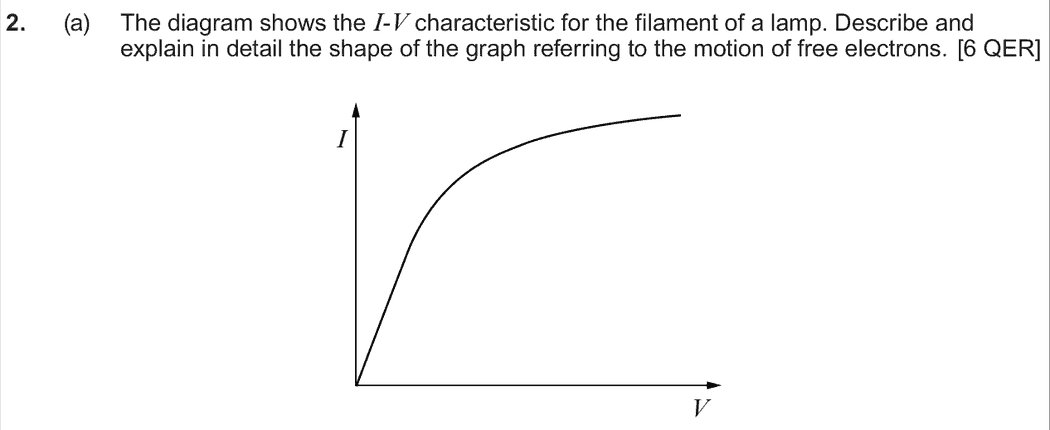 2. (a) The diagram shows the I-V characteristic for the filament of a lamp. Describe and
explain in detail the shape of the graph referring to the motion of free electrons. [6 QER]
I
V